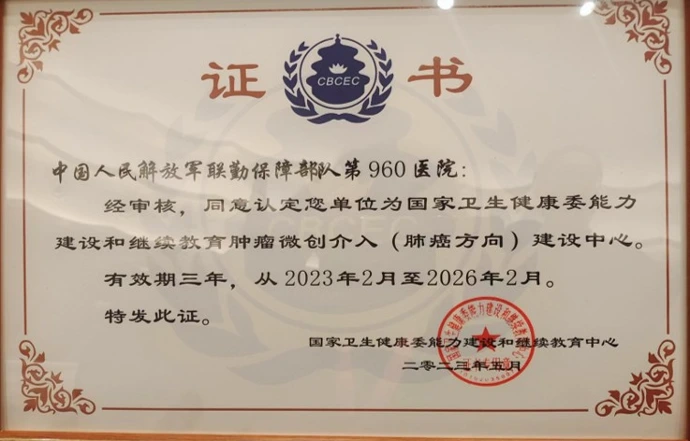 证 书
CBCEC
中国人民解放军联勤保障部队第960医院：
经审核，同意认定您单位为国家卫生健康委能力
建设和继续教育肿瘤微创介入（肺癌方向）建设中心。
有效期三年，从2023年2月至2026年2月。
特发此证。
国家卫生健康委能力建设和继续教育中心
二〇二三年五月